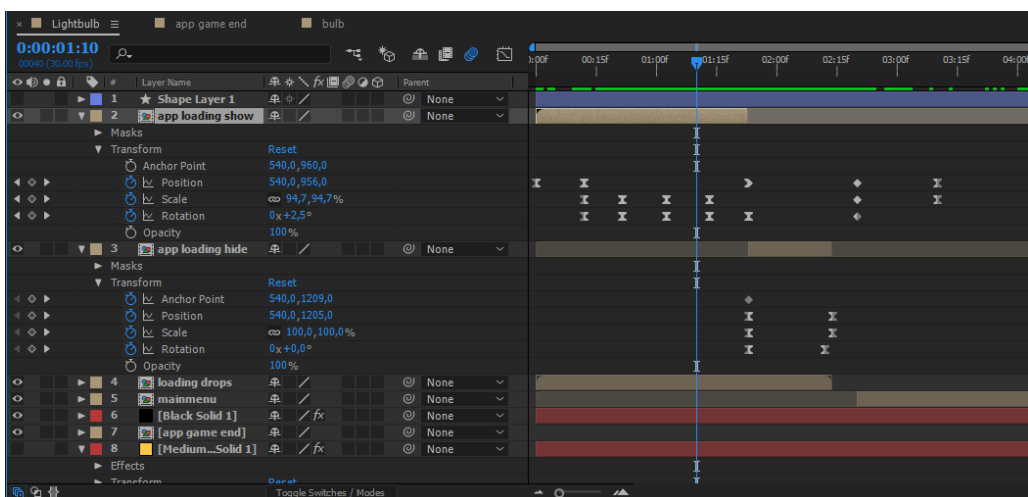 × Lightbulb ≡ app game end bulb
0:00:01:10
00040 (30.00 fps)
):00F 00:15F 01:00F 01:15F 02:00F 02:15F 03:00F 03:15F 04:00F
# Layer Name fx Parent
1 Shape Layer 1 None
2 app loading show None
Masks
Transform Reset
Anchor Point 540,0,960,0
Position 540,0,956,0
Scale 94,7,94,7%
Rotation 0x+2,5°
Opacity 100%
3 app loading hide None
Masks
Transform Reset
Anchor Point 540,0,1209,0
Position 540,0,1205,0
Scale 100,0,100,0%
Rotation 0x+0,0°
Opacity 100%
4 loading drops None
5 mainmenu None
6 [Black Solid 1] fx None
7 [app game end] None
8 [Medium...Solid 1] fx None
Effects
Transform Reset
Toggle Switches / Modes